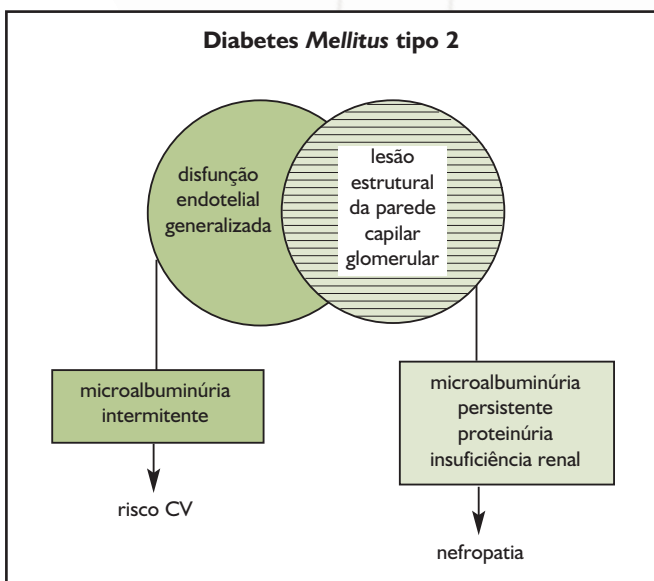 Diabetes Mellitus tipo 2
disfunção
endotelial
generalizada
lesão
estrutural
da parede
capilar
glomerular
microalbuminúria
intermitente
risco CV
microalbuminúria
persistente
proteinúria
insuficiência renal
nefropatia